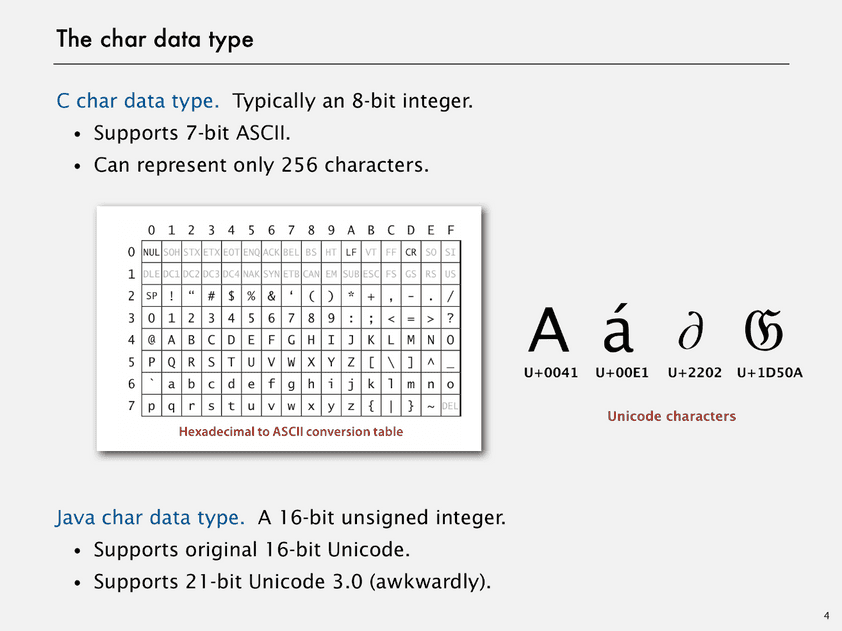 The char data type
C char data type. Typically an 8-bit integer.
• Supports 7-bit ASCII.
• Can represent only 256 characters.
0 1 2 3 4 5 6 7 8 9 A B C D E F
0 NUL SOH STX ETX EOT ENQ ACK BEL BS HT LF VT FF CR SO SI
1 DLE DC1 DC2 DC3 DC4 NAK SYN ETB CAN EM SUB ESC FS GS RS US
2 SP ! “ # $ % & ‘ ( ) * + , - . /
3 0 1 2 3 4 5 6 7 8 9 : ; < = > ?
4 @ A B C D E F G H I J K L M N O
5 P Q R S T U V W X Y Z [ \ ] ^ _
6 ` a b c d e f g h i j k l m n o
7 p q r s t u v w x y z { | } ~ DEL
Hexadecimal to ASCII conversion table
A á ∂ 𝔊
U+0041 U+00E1 U+2202 U+1D50A
Unicode characters
Java char data type. A 16-bit unsigned integer.
• Supports original 16-bit Unicode.
• Supports 21-bit Unicode 3.0 (awkwardly).
4